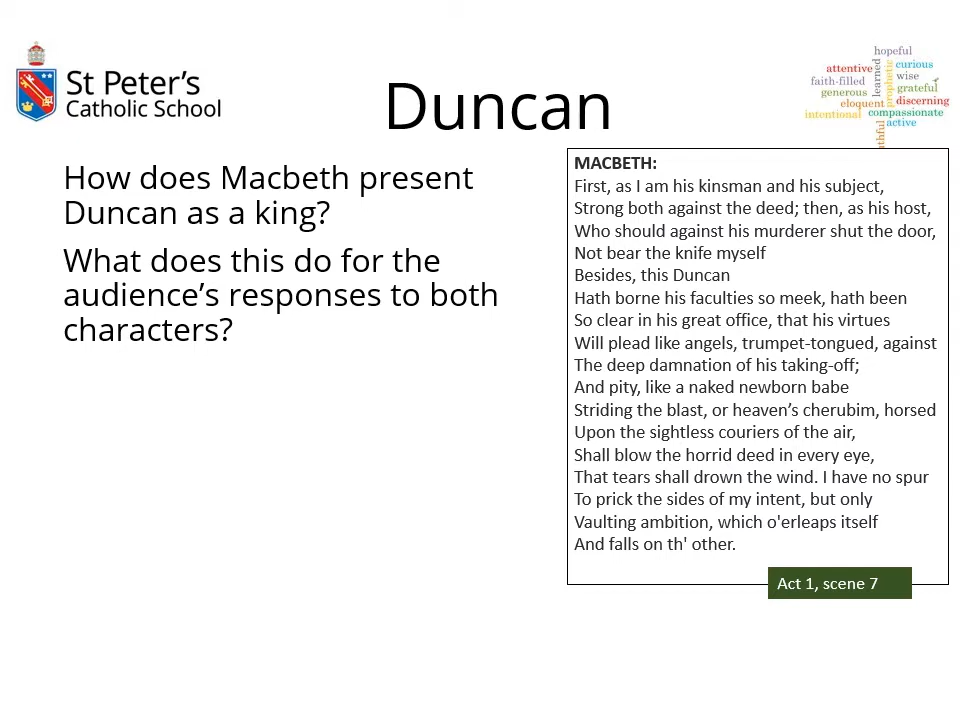 St Peter's
Catholic School
Duncan
hopeful
attentive
curious
learned
wise
faith-filled
prophetic
grateful
generous
eloquent
discerning
intentional
compassionate
active
How does Macbeth present
Duncan as a king?
What does this do for the
audience's responses to both
characters?
MACBETH:
First, as I am his kinsman and his subject,
Strong both against the deed; then, as his host,
Who should against his murderer shut the door,
Not bear the knife myself
Besides, this Duncan
Hath borne his faculties so meek, hath been
So clear in his great office, that his virtues
Will plead like angels, trumpet-tongued, against
The deep damnation of his taking-off;
And pity, like a naked newborn babe
Striding the blast, or heaven’s cherubim, horsed
Upon the sightless couriers of the air,
Shall blow the horrid deed in every eye,
That tears shall drown the wind. I have no spur
To prick the sides of my intent, but only
Vaulting ambition, which o'erleaps itself
And falls on th' other.
Act 1, scene 7